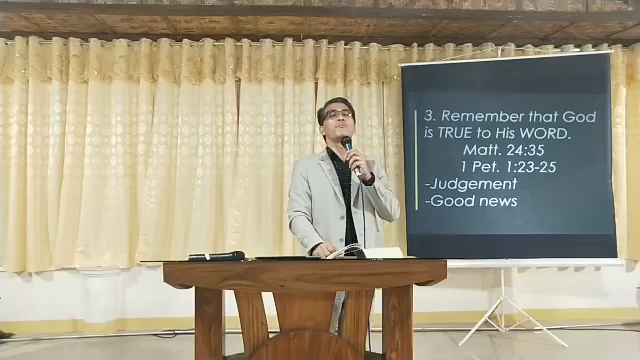 3. Remember that God
is TRUE to His WORD.
Matt. 24:35
1 Pet. 1:23-25
-Judgement
-Good news